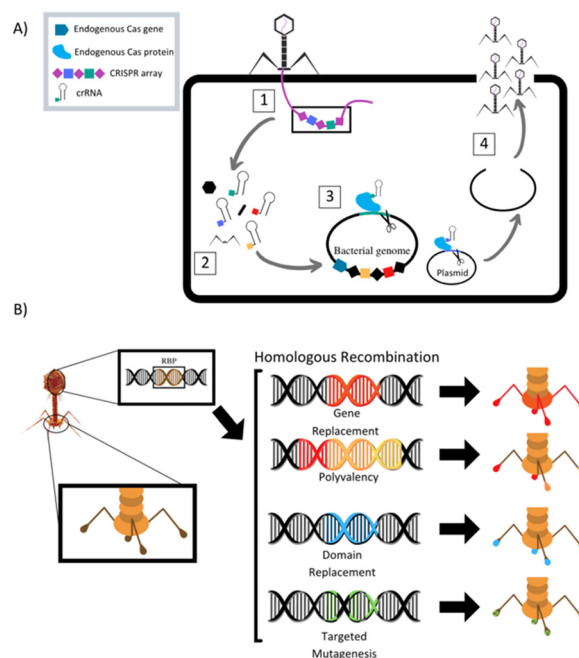 A)
Endogenous Cas gene
Endogenous Cas protein
CRISPR array
crRNA
1
2
3
4
Bacterial genome
Plasmid
B)
RBP
Homologous Recombination
Gene
Replacement
Polyvalency
Domain
Replacement
Targeted
Mutagenesis